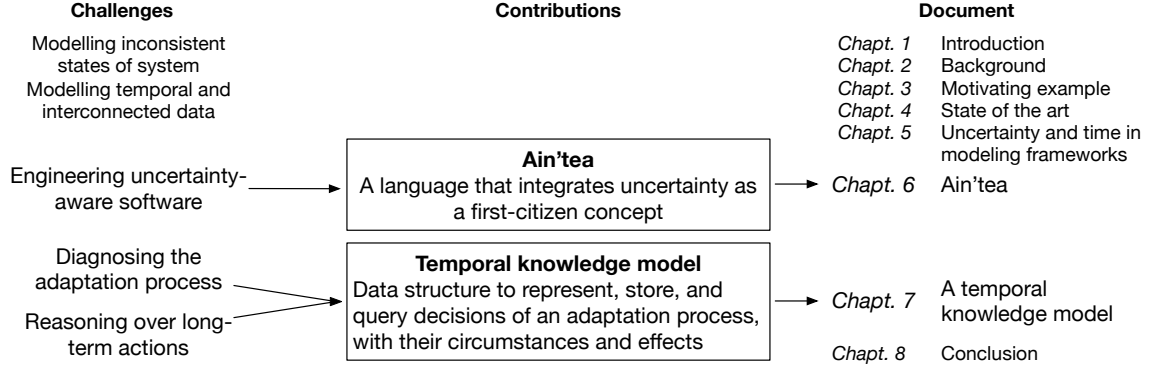 Challenges
Modelling inconsistent
states of system
Modelling temporal and
interconnected data
Engineering uncertainty-
aware software
Diagnosing the
adaptation process
Reasoning over long-
term actions
Contributions
Ain'tea
A language that integrates uncertainty as
a first-citizen concept
Temporal knowledge model
Data structure to represent, store, and
query decisions of an adaptation process,
with their circumstances and effects
Document
Chapt. 1 Introduction
Chapt. 2 Background
Chapt. 3 Motivating example
Chapt. 4 State of the art
Chapt. 5 Uncertainty and time in
modeling frameworks
Chapt. 6 Ain'tea
Chapt. 7 A temporal
knowledge model
Chapt. 8 Conclusion